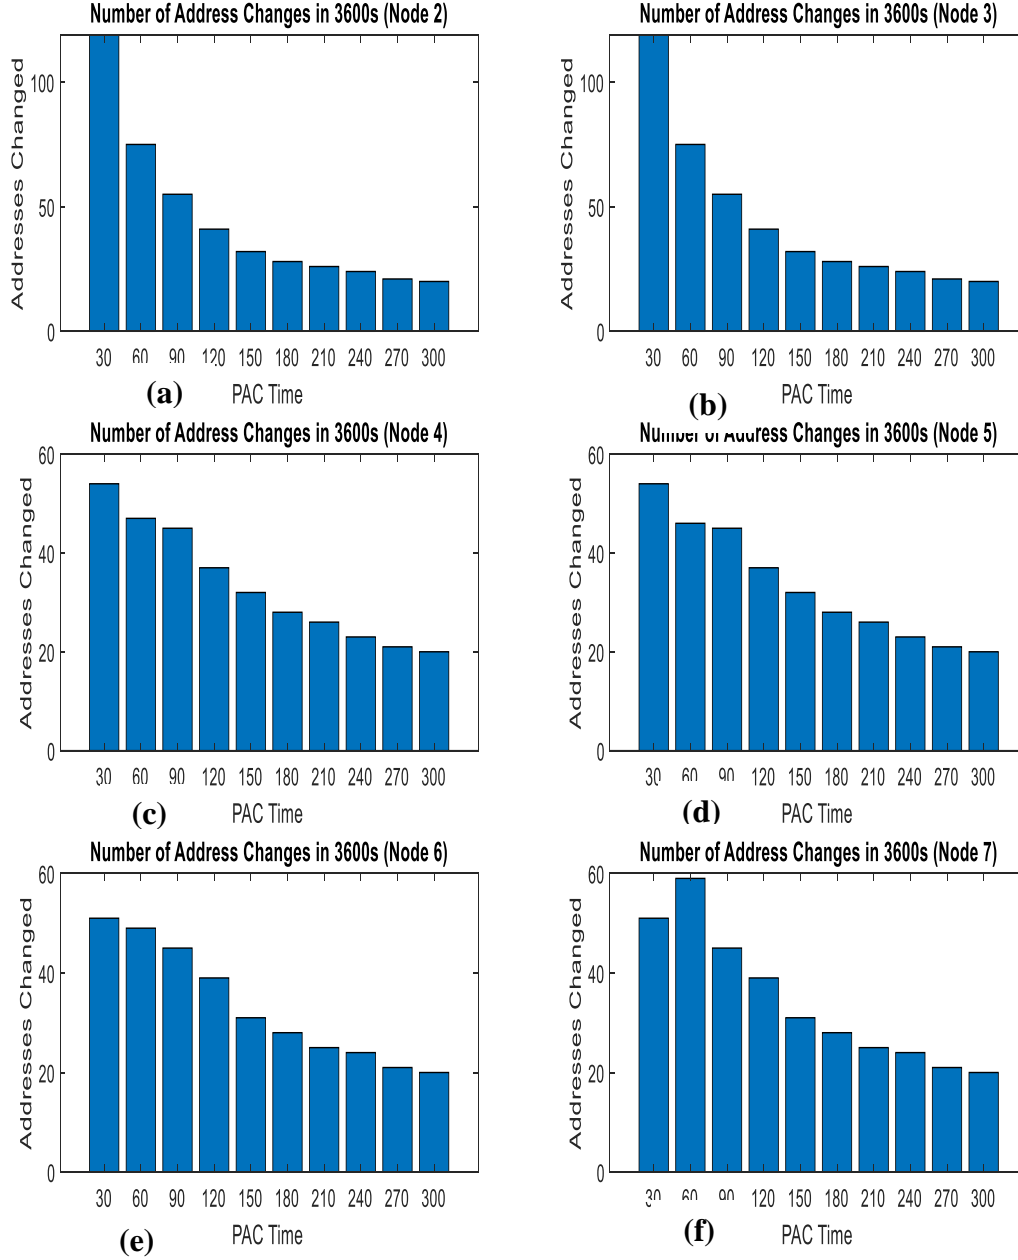 Number of Address Changes in 3600s (Node 2)
Addresses Changed
100
50
0
30 60 90 120 150 180 210 240 270 300
(a)
PAC Time
Number of Address Changes in 3600s (Node 3)
Addresses Changed
100
50
0
30 60 90 120 150 180 210 240 270 300
(b)
PAC Time
Number of Address Changes in 3600s (Node 4)
Addresses Changed
60
40
20
0
30 60 90 120 150 180 210 240 270 300
(c)
PAC Time
Number of Address Changes in 3600s (Node 5)
Addresses Changed
60
40
20
0
30 60 90 120 150 180 210 240 270 300
(d)
PAC Time
Number of Address Changes in 3600s (Node 6)
Addresses Changed
60
40
20
0
30 60 90 120 150 180 210 240 270 300
(e)
PAC Time
Number of Address Changes in 3600s (Node 7)
Addresses Changed
60
40
20
0
30 60 90 120 150 180 210 240 270 300
(f)
PAC Time